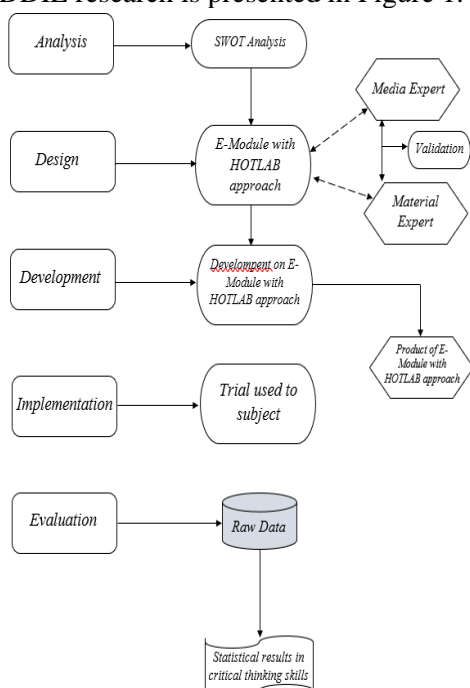 DDIE research is presented in Figure 1.
Analysis
SWOT Analysis
Media Expert
Design
E-Module with
HOTLAB
approach
Validation
Material
Expert
Development
Develompent on E-
Module with
HOTLAB approach
Product of E-
Module with
HOTLAB approach
Implementation
Trial used to
subject
Evaluation
Raw Data
Statistical results in
critical thinking skills